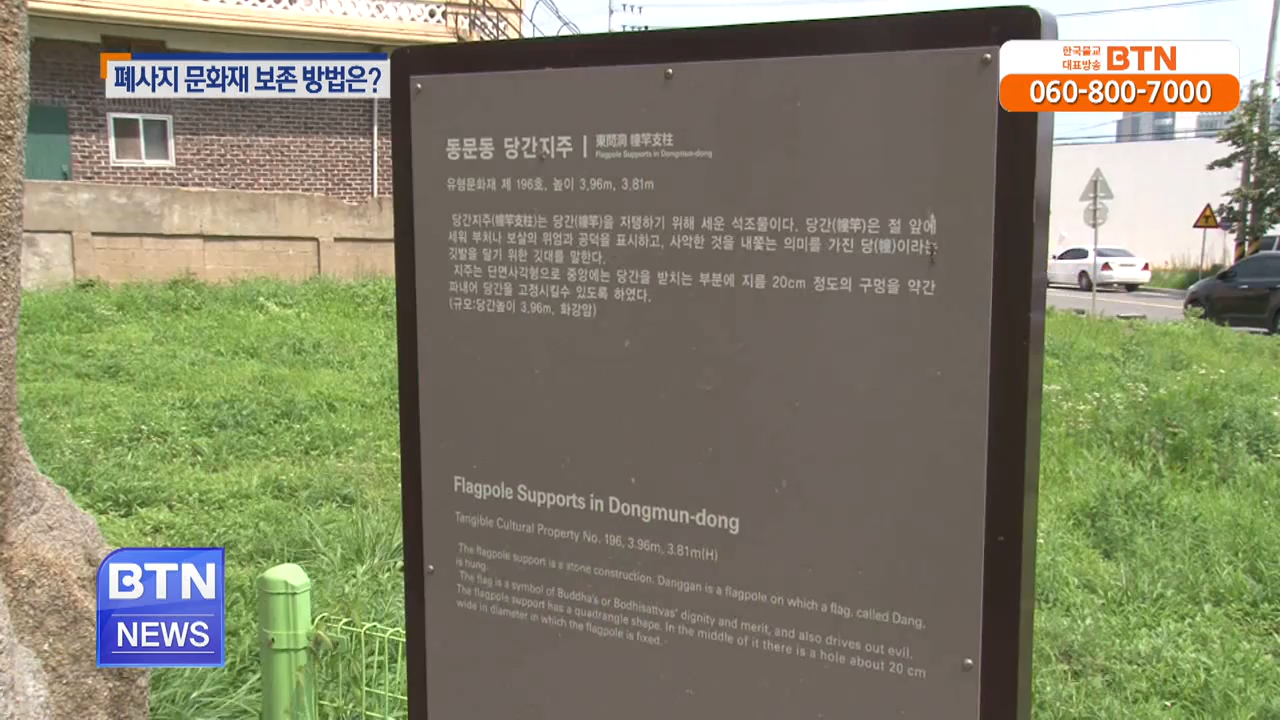 폐사지 문화재 보존 방법은?
한국불교
대표방송 BTN
060-800-7000
동문동 당간지주 | 東問洞 幢竿支柱
Flagpole Supports in Dongmun-dong
유형문화재 제 196호, 높이 3.96m, 3.81m
당간지주(幢竿支柱)는 당간(幢竿)을 지탱하기 위해 세운 석조물이다. 당간(幢竿)은 절 앞에
세워 부처나 보살의 위엄과 공덕을 표시하고, 사악한 것을 내쫓는 의미를 가진 당(幢)이라는
깃발을 달기 위한 깃대를 말한다.
지주는 단면사각형으로 중앙에는 당간을 받치는 부분에 지름 20cm 정도의 구멍을 약간
파내어 당간을 고정시킬수 있도록 하였다.
(규모:당간높이 3.96m, 화강암)
Flagpole Supports in Dongmun-dong
Tangible Cultural Property No. 196, 3.96m, 3.81m(H)
The flagpole support is a stone construction. Danggan is a flagpole on which a flag, called Dang,
is hung.
The flag is a symbol of Buddha's or Bodhisattvas' dignity and merit, and also drives out evil.
The flagpole support has a quadrangle shape. In the middle of it there is a hole about 20 cm
wide in diameter in which the flagpole is fixed.
BTN
NEWS